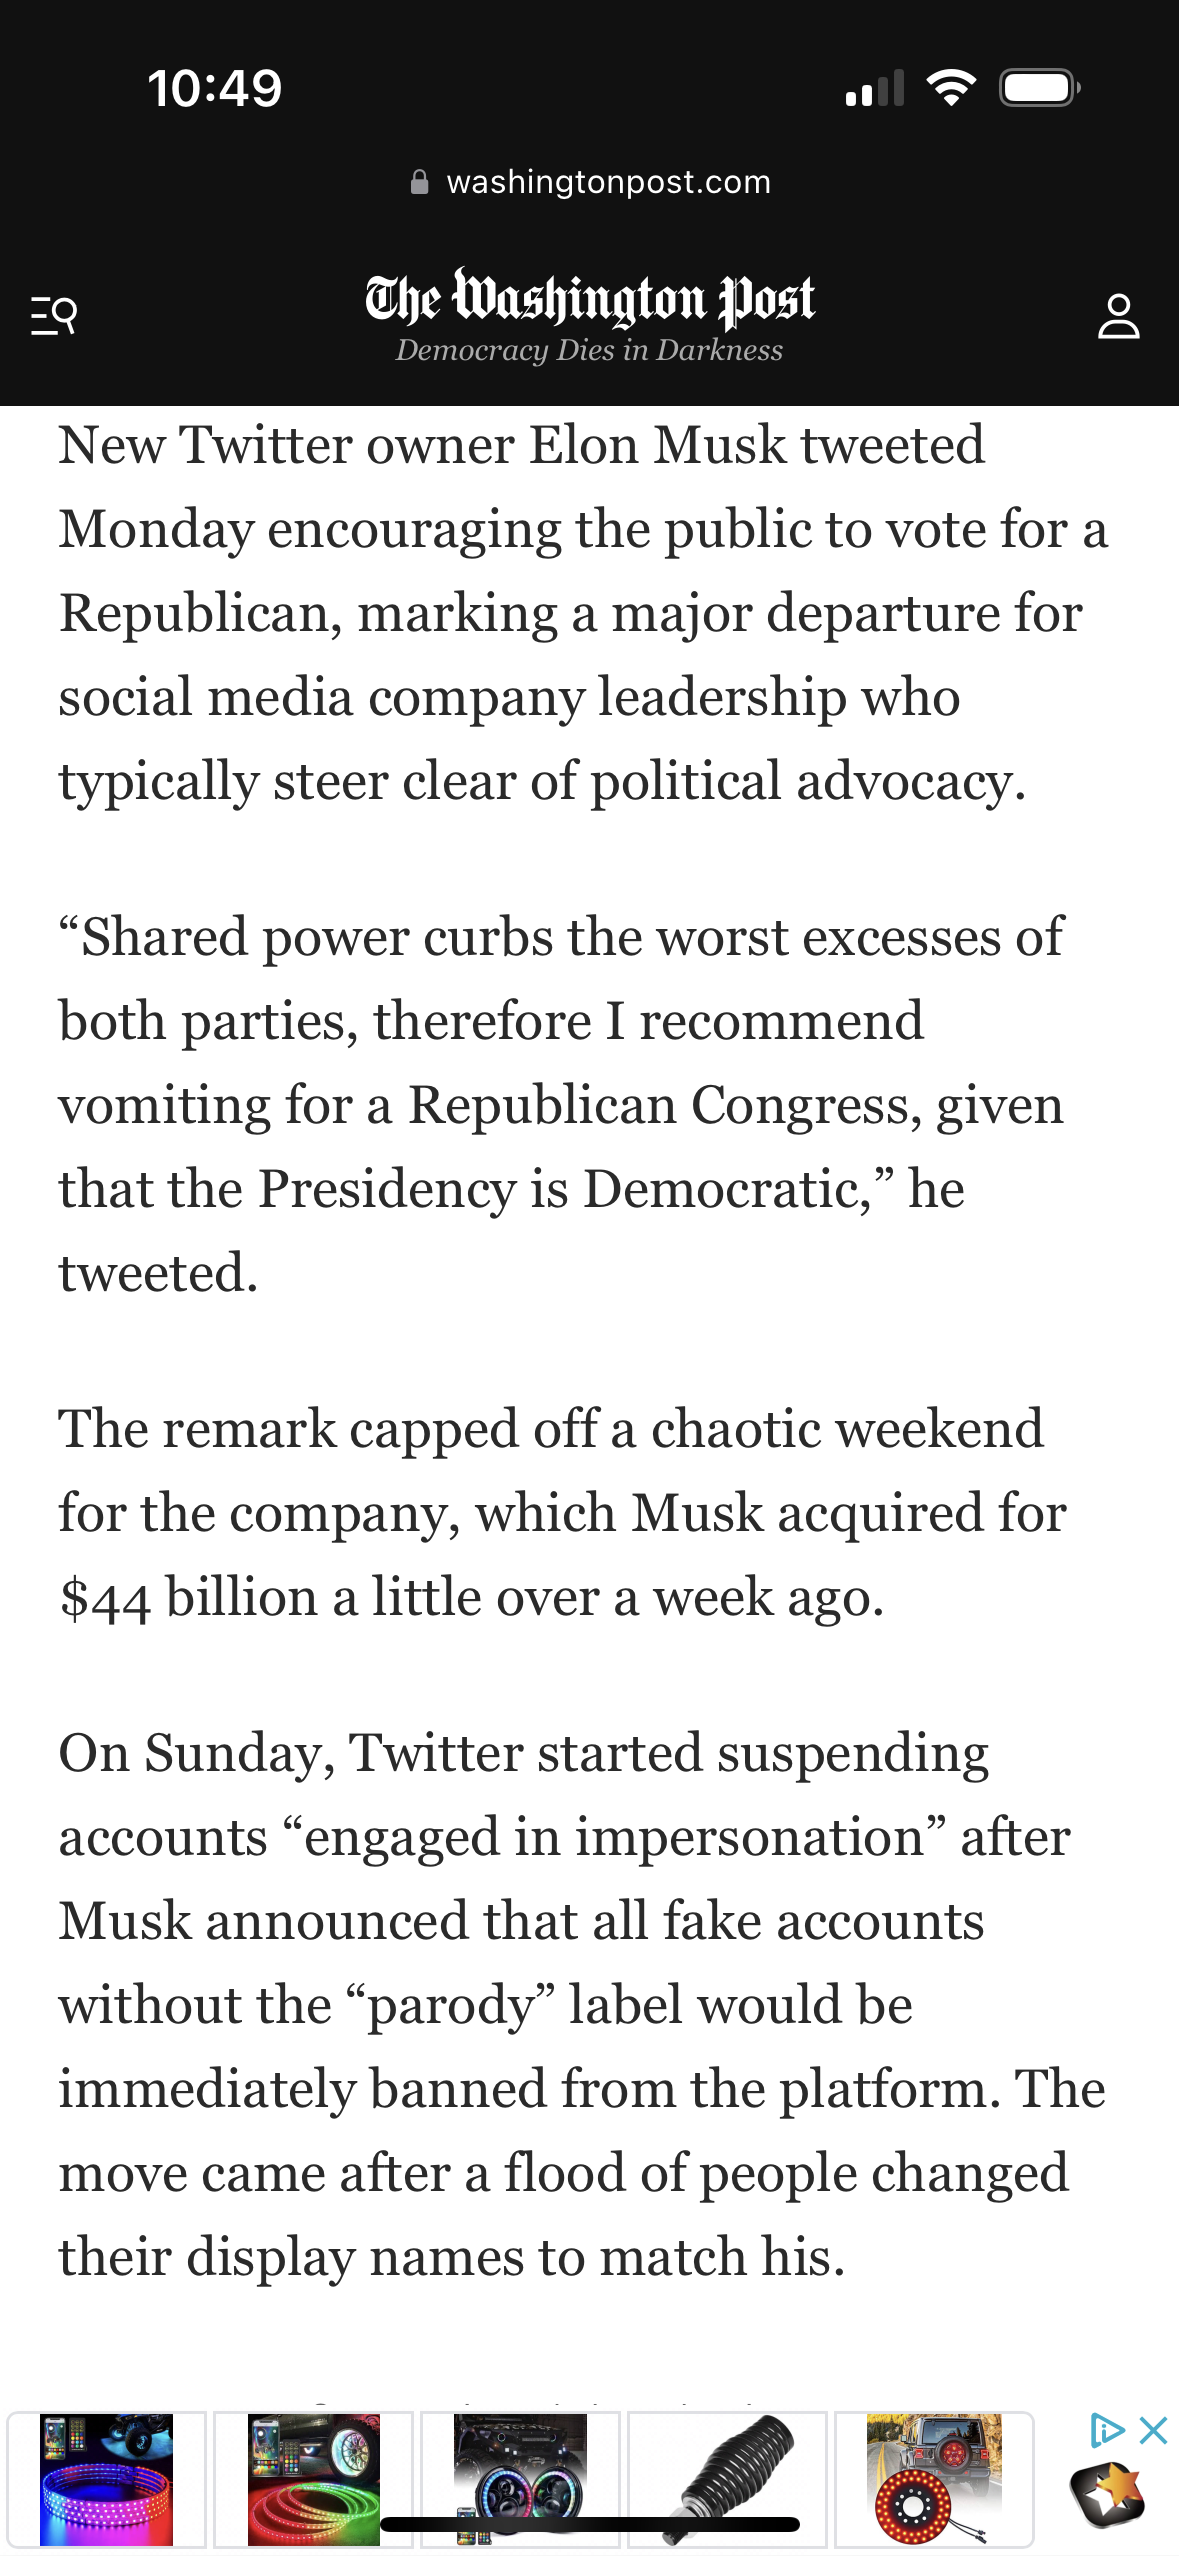 10:49
washingtonpost.com
The Washington Post
Democracy Dies in Darkness
New Twitter owner Elon Musk tweeted
Monday encouraging the public to vote for a
Republican, marking a major departure for
social media company leadership who
typically steer clear of political advocacy.
“Shared power curbs the worst excesses of
both parties, therefore I recommend
vomiting for a Republican Congress, given
that the Presidency is Democratic,” he
tweeted.
The remark capped off a chaotic weekend
for the company, which Musk acquired for
$44 billion a little over a week ago.
On Sunday, Twitter started suspending
accounts “engaged in impersonation” after
Musk announced that all fake accounts
without the “parody” label would be
immediately banned from the platform. The
move came after a flood of people changed
their display names to match his.